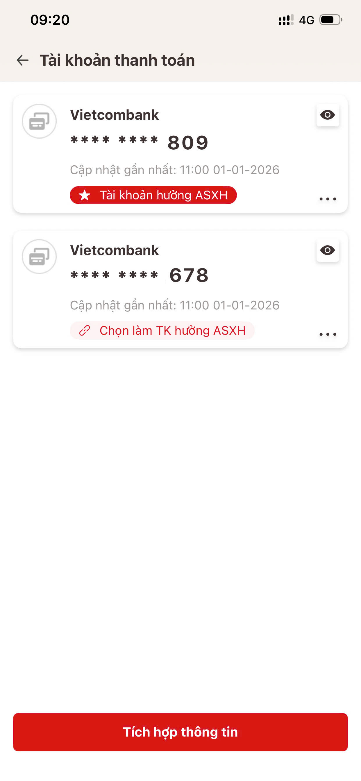 09:20
4G
Tài khoản thanh toán
Vietcombank
**** **** 809
Cập nhật gần nhất: 11:00 01-01-2026
Tài khoản hưởng ASXH
Vietcombank
**** **** 678
Cập nhật gần nhất: 11:00 01-01-2026
Chọn làm TK hưởng ASXH
Tích hợp thông tin